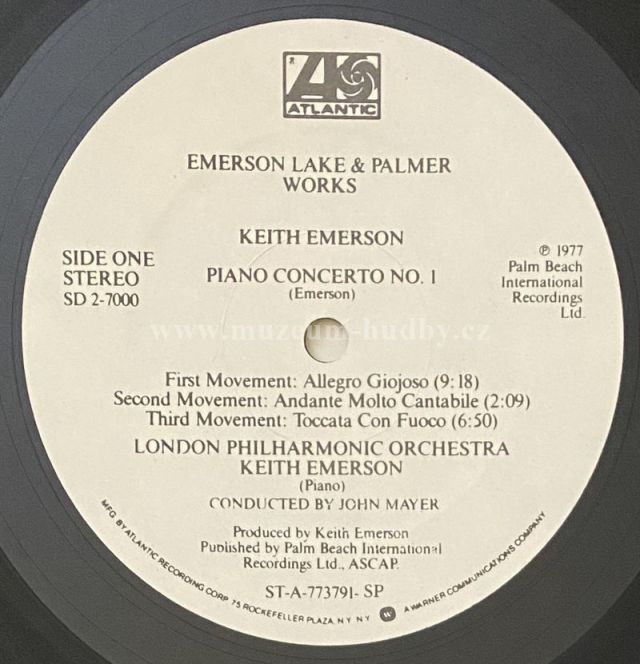 ATLANTIC
EMERSON LAKE & PALMER
WORKS
KEITH EMERSON
SIDE ONE
STEREO
SD 2-7000
PIANO CONCERTO NO. 1
(Emerson)
℗ 1977
Palm Beach
International
Recordings
Ltd.
www.muzeum-hudby.cz
First Movement: Allegro Giojoso (9:18)
Second Movement: Andante Molto Cantabile (2:09)
Third Movement: Toccata Con Fuoco (6:50)
LONDON PHILHARMONIC ORCHESTRA
KEITH EMERSON
(Piano)
CONDUCTED BY JOHN MAYER
Produced by Keith Emerson
Published by Palm Beach International
Recordings Ltd., ASCAP.
ST-A-773791- SP
MFG BY ATLANTIC RECORDING CORP 75 ROCKEFELLER PLAZA, N.Y. N.Y. A WARNER COMMUNICATIONS COMPANY